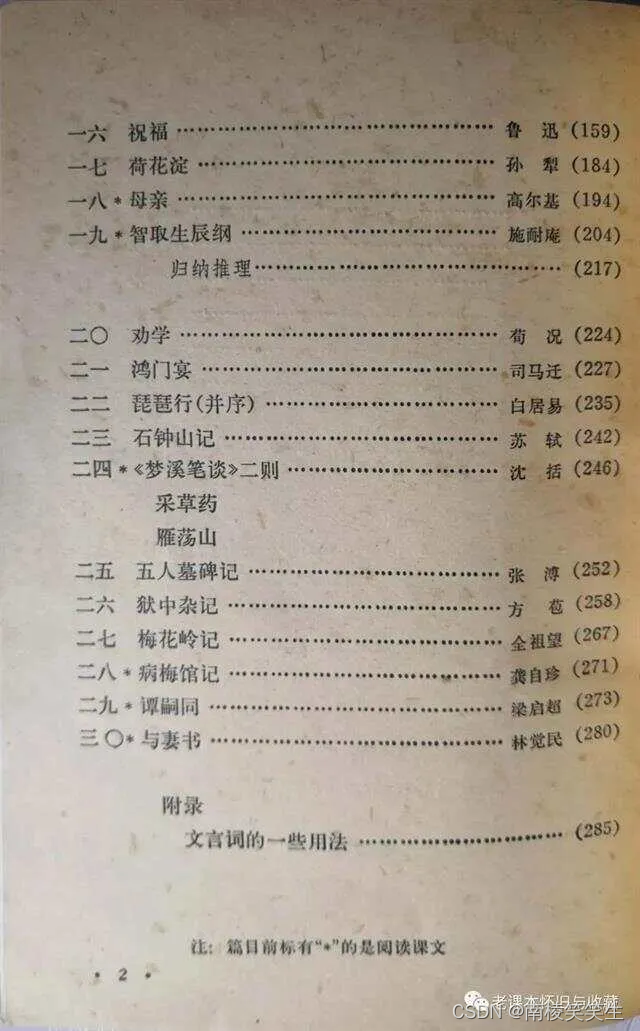 一六 祝福 ………………………… 鲁 迅 (159)
一七 荷花淀 ………………………… 孙 犁 (184)
一八*母亲 ………………………… 高尔基 (194)
一九*智取生辰纲 ………………………… 施耐庵 (204)
归纳推理………………………… (217)
二〇 劝学 ………………………… 荀 况 (224)
二一 鸿门宴 ………………………… 司马迁 (227)
二二 琵琶行(并序) ………………………… 白居易 (235)
二三 石钟山记 ………………………… 苏 轼 (242)
二四*《梦溪笔谈》二则 ………………………… 沈 括 (246)
采草药
雁荡山
二五 五人墓碑记 ………………………… 张 溥 (252)
二六 狱中杂记 ………………………… 方 苞 (258)
二七 梅花岭记 ………………………… 全祖望 (267)
二八*病梅馆记 ………………………… 龚自珍 (271)
二九*谭嗣同 ………………………… 梁启超 (273)
三〇*与妻书 ………………………… 林觉民 (280)
附录
文言词的一些用法 ………………………… (285)
注: 篇目前标有“*”的是阅读课文
·2·
老课本怀旧与收藏
CSDN @南棱笑笑生